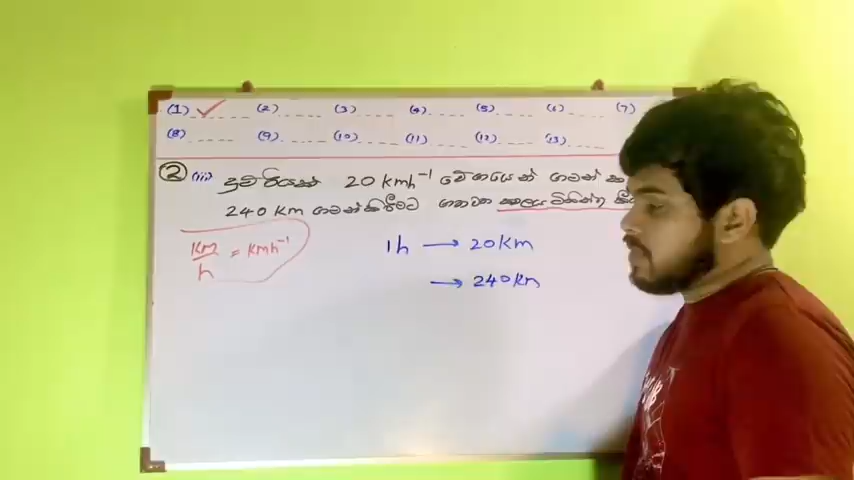 (1) (2) (3) (4) (5) (6) (7)
(8) (9) (10) (11) (12) (13)
2 (iii) දුම්රියක් 20 kmh⁻¹ වේගයෙන් ගමන් ක
240 km ගමන් කිරීමට ගතවන කාලය මිනිත්තු කීය
km/h = kmh⁻¹
1h → 20km
→ 240km